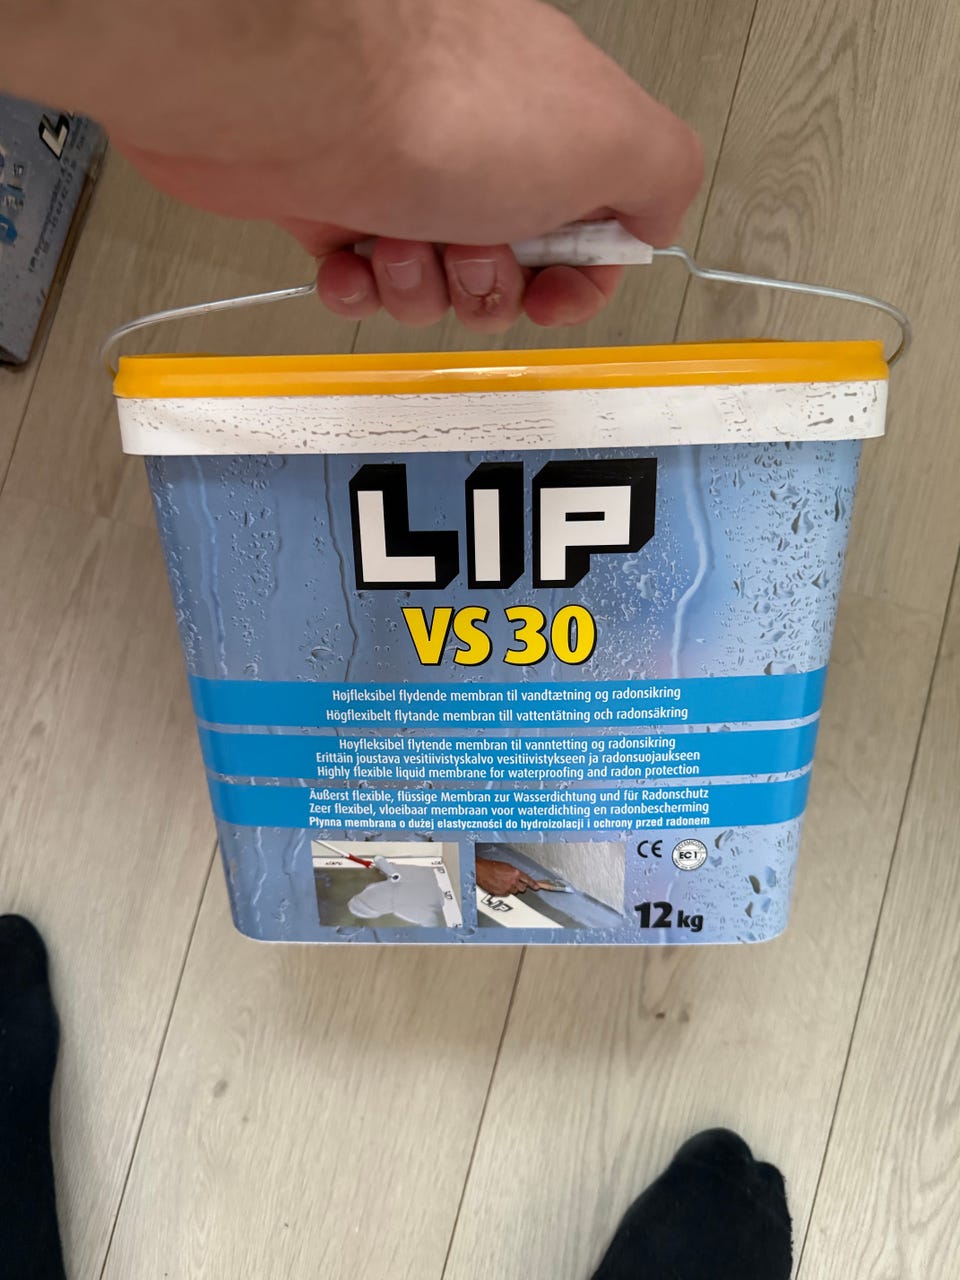 LIP
VS 30
Højfleksibel flydende membran til vandtætning og radonsikring
Högflexibelt flytande membran till vattentätning och radonsäkring
Høyfleksibel flytende membran til vanntetting og radonsikring
Erittäin joustava vesitiivistyskalvo vesitiivistykseen ja radonsuojaukseen
Highly flexible liquid membrane for waterproofing and radon protection
Äußerst flexible, flüssige Membran zur Wasserdichtung und für Radonschutz
Zeer flexibel, vloeibaar membraan voor waterdichting en radonbescherming
Płynna membrana o dużej elastyczności do hydroizolacji i ochrony przed radonem
CE
EC1
LIP
12 kg